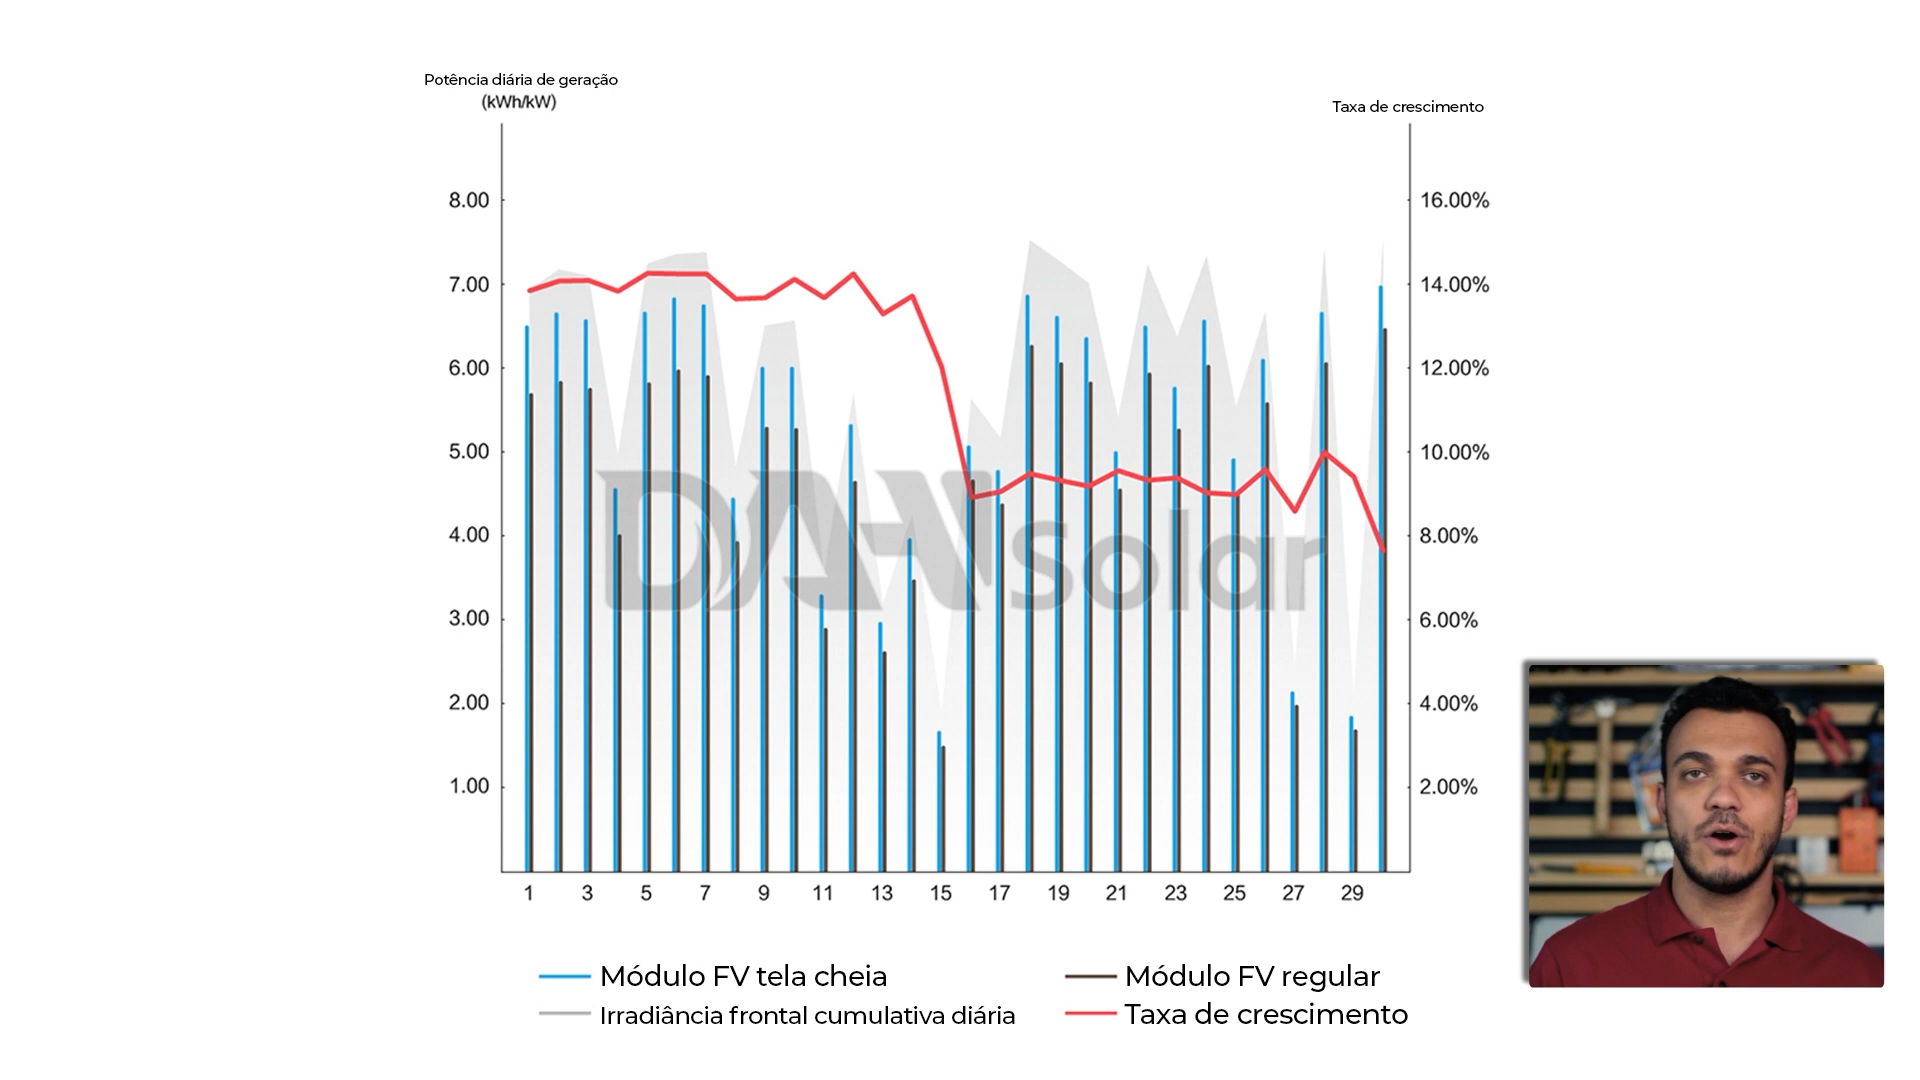 Potência diária de geração
(kWh/kW)
Taxa de crescimento
8.00
7.00
6.00
5.00
4.00
3.00
2.00
1.00
16.00%
14.00%
12.00%
10.00%
8.00%
6.00%
4.00%
2.00%
DAH Solar
1 3 5 7 9 11 13 15 17 19 21 23 25 27 29
Módulo FV tela cheia
Módulo FV regular
Irradiância frontal cumulativa diária
Taxa de crescimento